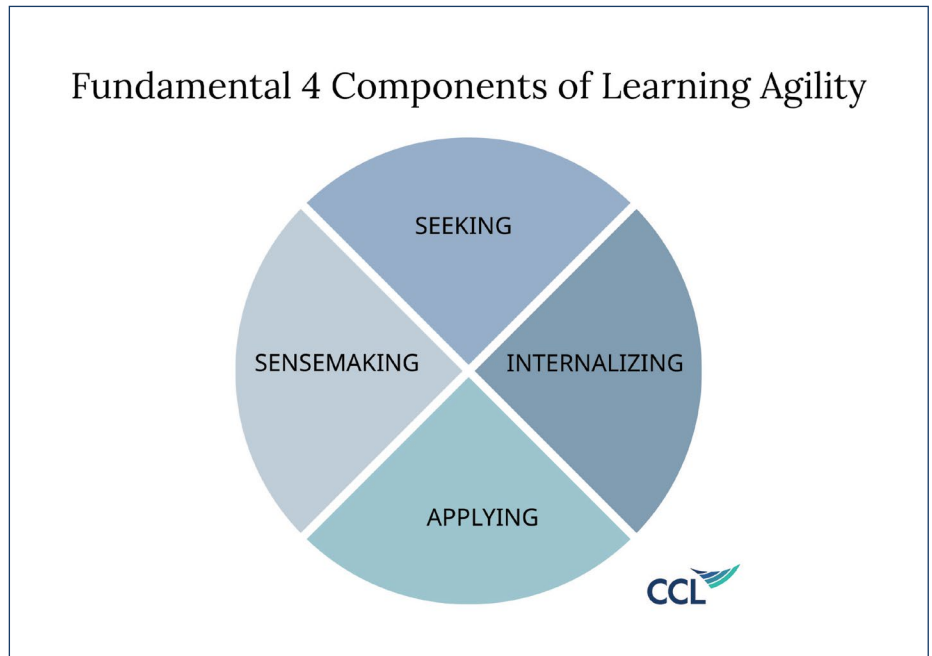 Fundamental 4 Components of Learning Agility
SEEKING
SENSEMAKING
INTERNALIZING
APPLYING
CCL